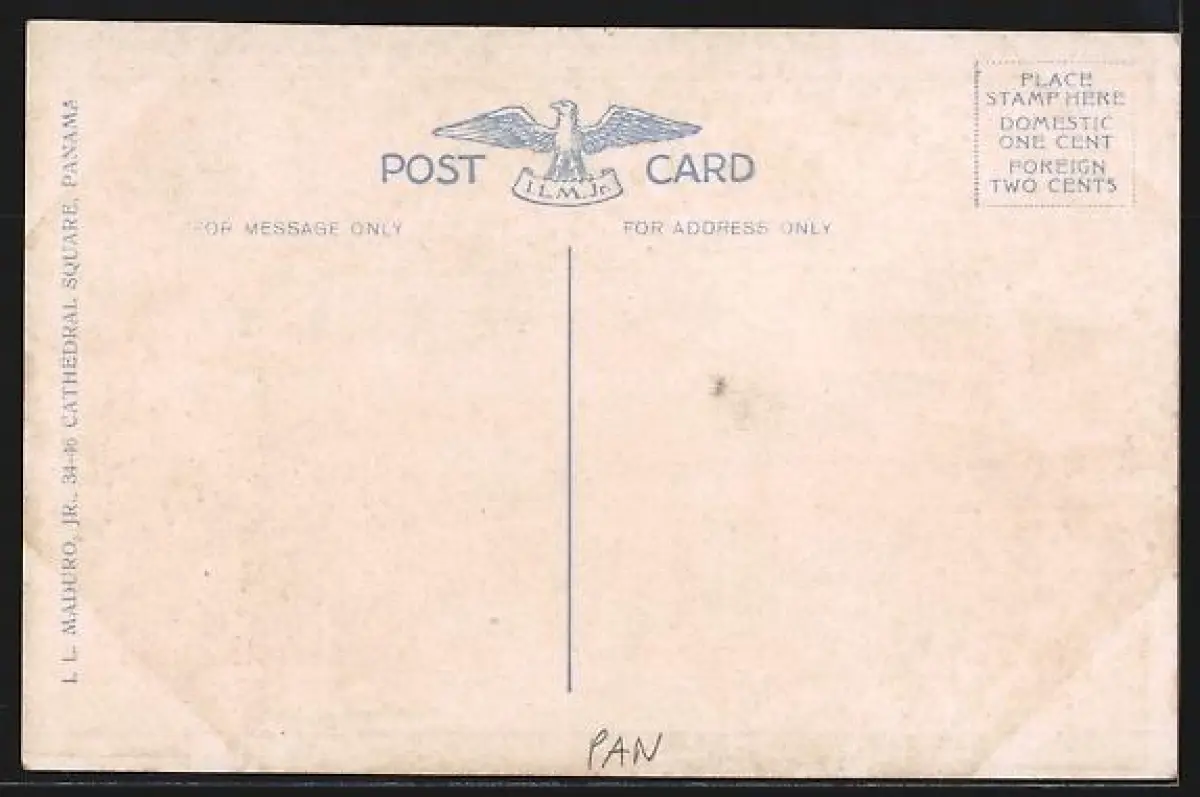 I. L. MADURO, JR., 34-46 CATHEDRAL SQUARE, PANAMA
POST CARD
I.L.M.Jr.
PLACE
STAMP HERE
DOMESTIC
ONE CENT
FOREIGN
TWO CENTS
FOR MESSAGE ONLY
FOR ADDRESS ONLY
PAN